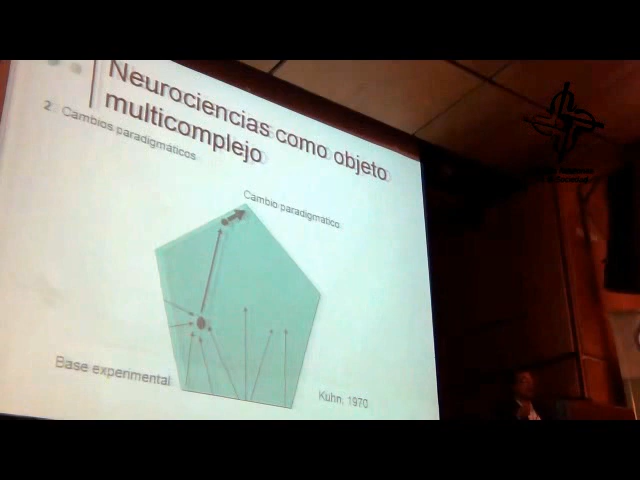 Neurociencias como objeto
multicomplejo
2. Cambios paradigmáticos
Cambio paradigmático
Base experimental
Kuhn, 1970